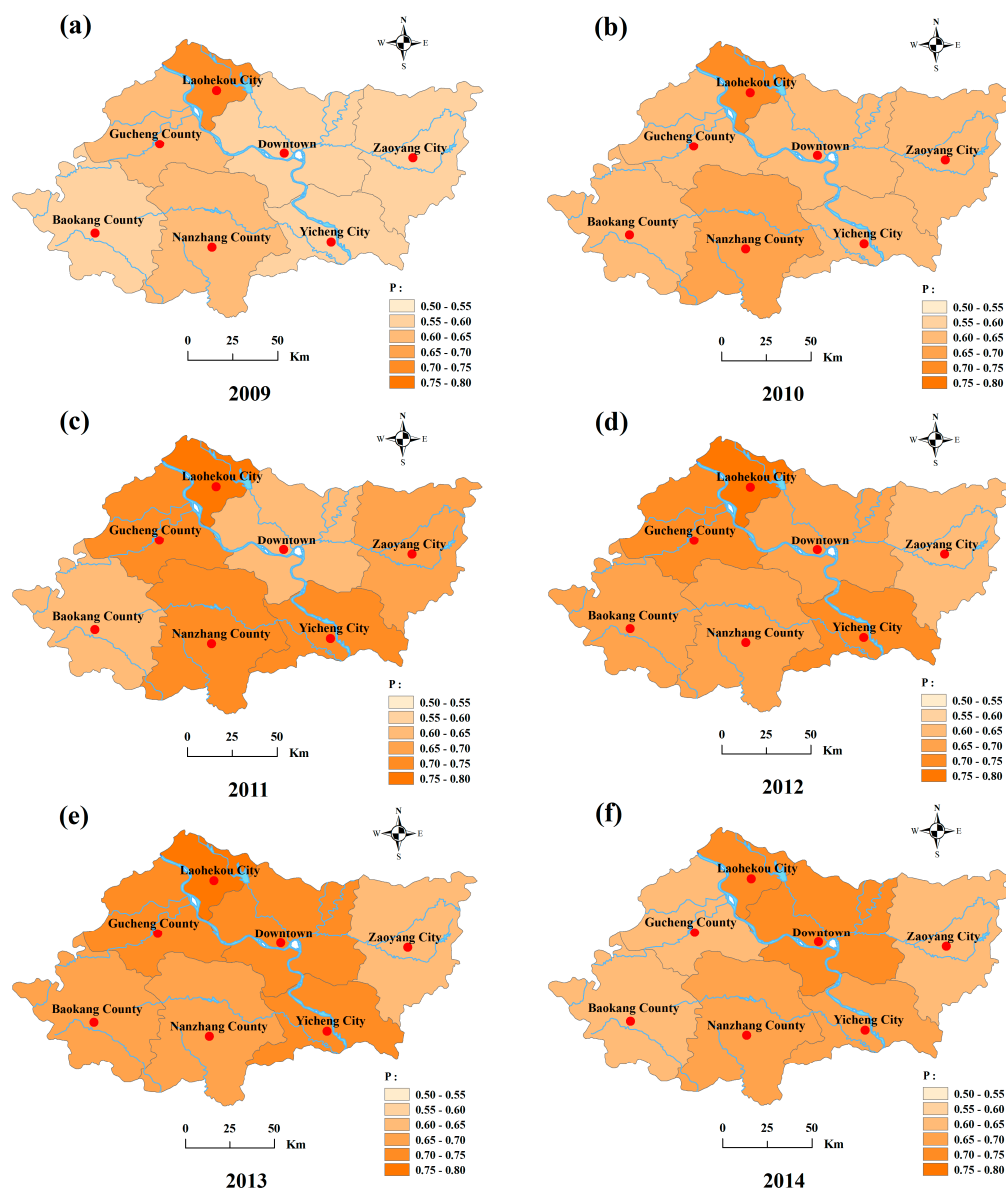 (a)
N
W E
S
Laohekou City
Gucheng County
Downtown
Zaoyang City
Baokang County
Nanzhang County
Yicheng City
P :
0.50 - 0.55
0.55 - 0.60
0.60 - 0.65
0.65 - 0.70
0.70 - 0.75
0.75 - 0.80
0 25 50
Km
2009
(b)
N
W E
S
Laohekou City
Gucheng County
Downtown
Zaoyang City
Baokang County
Nanzhang County
Yicheng City
P :
0.50 - 0.55
0.55 - 0.60
0.60 - 0.65
0.65 - 0.70
0.70 - 0.75
0.75 - 0.80
0 25 50
Km
2010
(c)
N
W E
S
Laohekou City
Gucheng County
Downtown
Zaoyang City
Baokang County
Nanzhang County
Yicheng City
P :
0.50 - 0.55
0.55 - 0.60
0.60 - 0.65
0.65 - 0.70
0.70 - 0.75
0.75 - 0.80
0 25 50
Km
2011
(d)
N
W E
S
Laohekou City
Gucheng County
Downtown
Zaoyang City
Baokang County
Nanzhang County
Yicheng City
P :
0.50 - 0.55
0.55 - 0.60
0.60 - 0.65
0.65 - 0.70
0.70 - 0.75
0.75 - 0.80
0 25 50
Km
2012
(e)
N
W E
S
Laohekou City
Gucheng County
Downtown
Zaoyang City
Baokang County
Nanzhang County
Yicheng City
P :
0.50 - 0.55
0.55 - 0.60
0.60 - 0.65
0.65 - 0.70
0.70 - 0.75
0.75 - 0.80
0 25 50
Km
2013
(f)
N
W E
S
Laohekou City
Gucheng County
Downtown
Zaoyang City
Baokang County
Nanzhang County
Yicheng City
P :
0.50 - 0.55
0.55 - 0.60
0.60 - 0.65
0.65 - 0.70
0.70 - 0.75
0.75 - 0.80
0 25 50
Km
2014